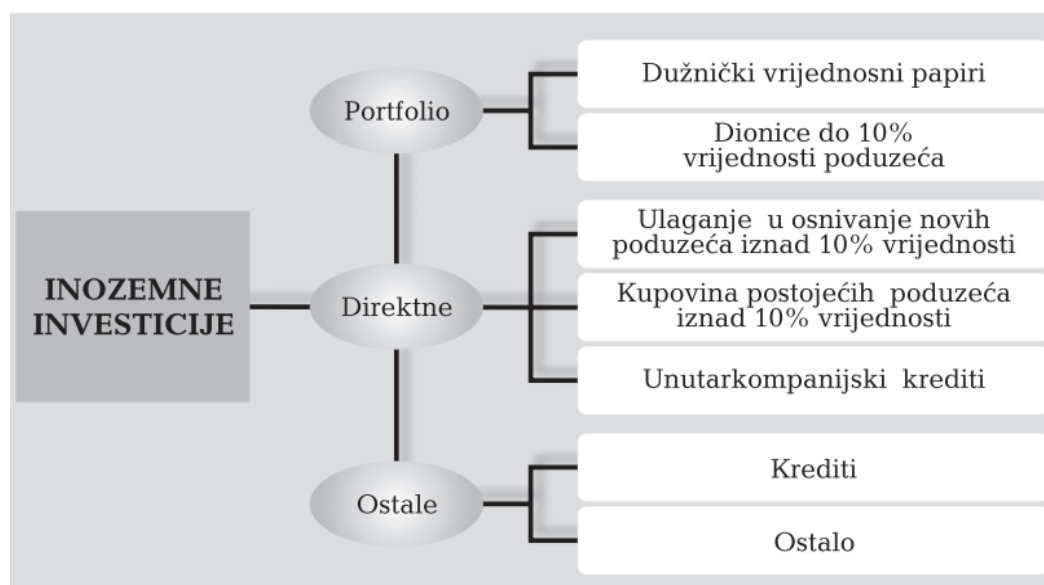 INOZEMNE
INVESTICIJE
Portfolio
Dužnički vrijednosni papiri
Dionice do 10%
vrijednosti poduzeća
Direktne
Ulaganje u osnivanje novih
poduzeća iznad 10% vrijednosti
Kupovina postojećih poduzeća
iznad 10% vrijednosti
Unutarkompanijski krediti
Ostale
Krediti
Ostalo